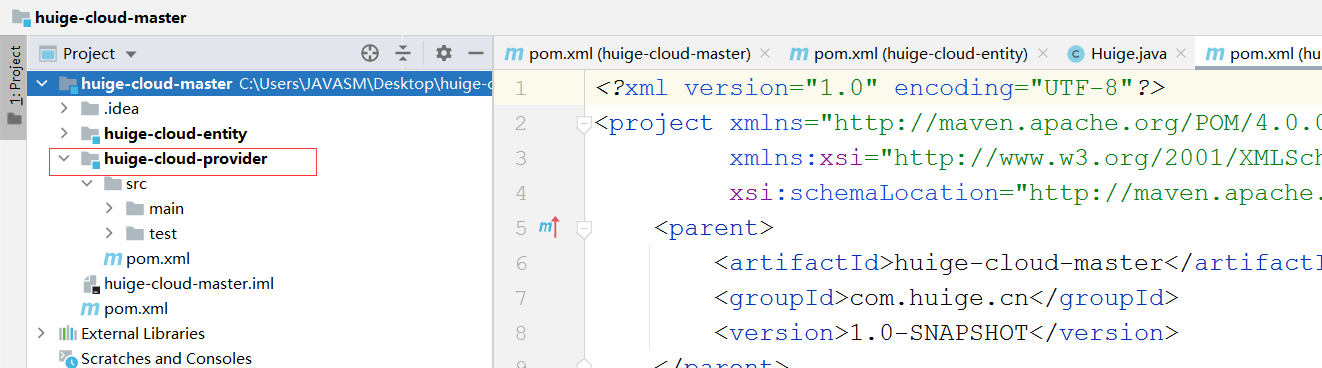 huige-cloud-master
1: Project
Project
huige-cloud-master C:\Users\JAVASM\Desktop\huige-c
.idea
huige-cloud-entity
huige-cloud-provider
src
main
test
pom.xml
huige-cloud-master.iml
pom.xml
External Libraries
Scratches and Consoles
pom.xml (huige-cloud-master)
pom.xml (huige-cloud-entity)
Huige.java
pom.xml (hu
1 <?xml version="1.0" encoding="UTF-8"?>
2 <project xmlns="http://maven.apache.org/POM/4.0.0
3 xmlns:xsi="http://www.w3.org/2001/XMLSch
4 xsi:schemaLocation="http://maven.apache.
5 <parent>
6 <artifactId>huige-cloud-master</artifactI
7 <groupId>com.huige.cn</groupId>
8 <version>1.0-SNAPSHOT</version>
9 </parent>